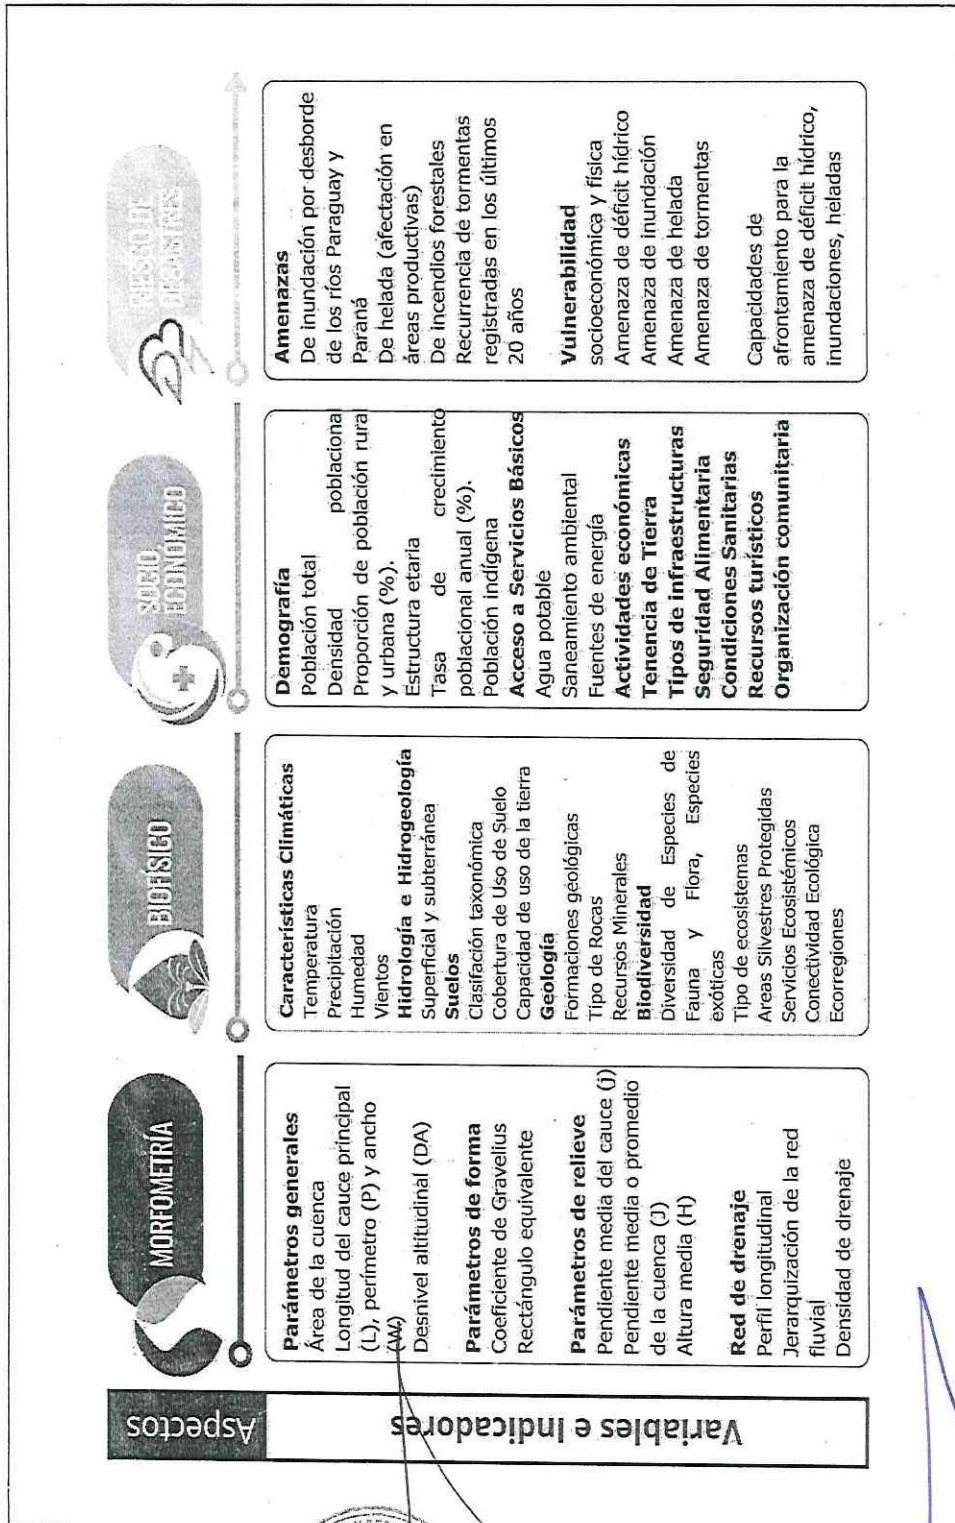 Aspectos
Variables e Indicadores
MORFOMETRÍA
Parámetros generales
Área de la cuenca
Longitud del cauce principal
(L), perímetro (P) y ancho
(W)
Desnivel altitudinal (DA)
Parámetros de forma
Coeficiente de Gravelius
Rectángulo equivalente
Parámetros de relieve
Pendiente media del cauce (j)
Pendiente media o promedio
de la cuenca (J)
Altura media (H)
Red de drenaje
Perfil longitudinal
Jerarquización de la red
fluvial
Densidad de drenaje
BIOFÍSICO
Características Climáticas
Temperatura
Precipitación
Humedad
Vientos
Hidrología e Hidrogeología
Superficial y subterránea
Suelos
Clasifación taxonómica
Cobertura de Uso de Suelo
Capacidad de uso de la tierra
Geología
Formaciones geológicas
Tipo de Rocas
Recursos Minerales
Biodiversidad
Diversidad de Especies de
Fauna y Flora, Especies
exóticas
Tipo de ecosistemas
Areas Silvestres Protegidas
Servicios Ecosistémicos
Conectividad Ecológica
Ecorregiones
SOCIO
ECONOMICO
Demografía
Población total
Densidad poblacional
Proporción de población rural
y urbana (%).
Estructura etaria
Tasa de crecimiento
poblacional anual (%).
Población indígena
Acceso a Servicios Básicos
Agua potable
Saneamiento ambiental
Fuentes de energía
Actividades económicas
Tenencia de Tierra
Tipos de infraestructuras
Seguridad Alimentaria
Condiciones Sanitarias
Recursos turísticos
Organización comunitaria
RIESGO DE
DESASTRES
Amenazas
De inundación por desborde
de los ríos Paraguay y
Paraná
De helada (afectación en
áreas productivas)
De incendios forestales
Recurrencia de tormentas
registradas en los últimos
20 años
Vulnerabilidad
socioeconómica y física
Amenaza de déficit hídrico
Amenaza de inundación
Amenaza de helada
Amenaza de tormentas
Capacidades de
afrontamiento para la
amenaza de déficit hídrico,
inundaciones, heladas